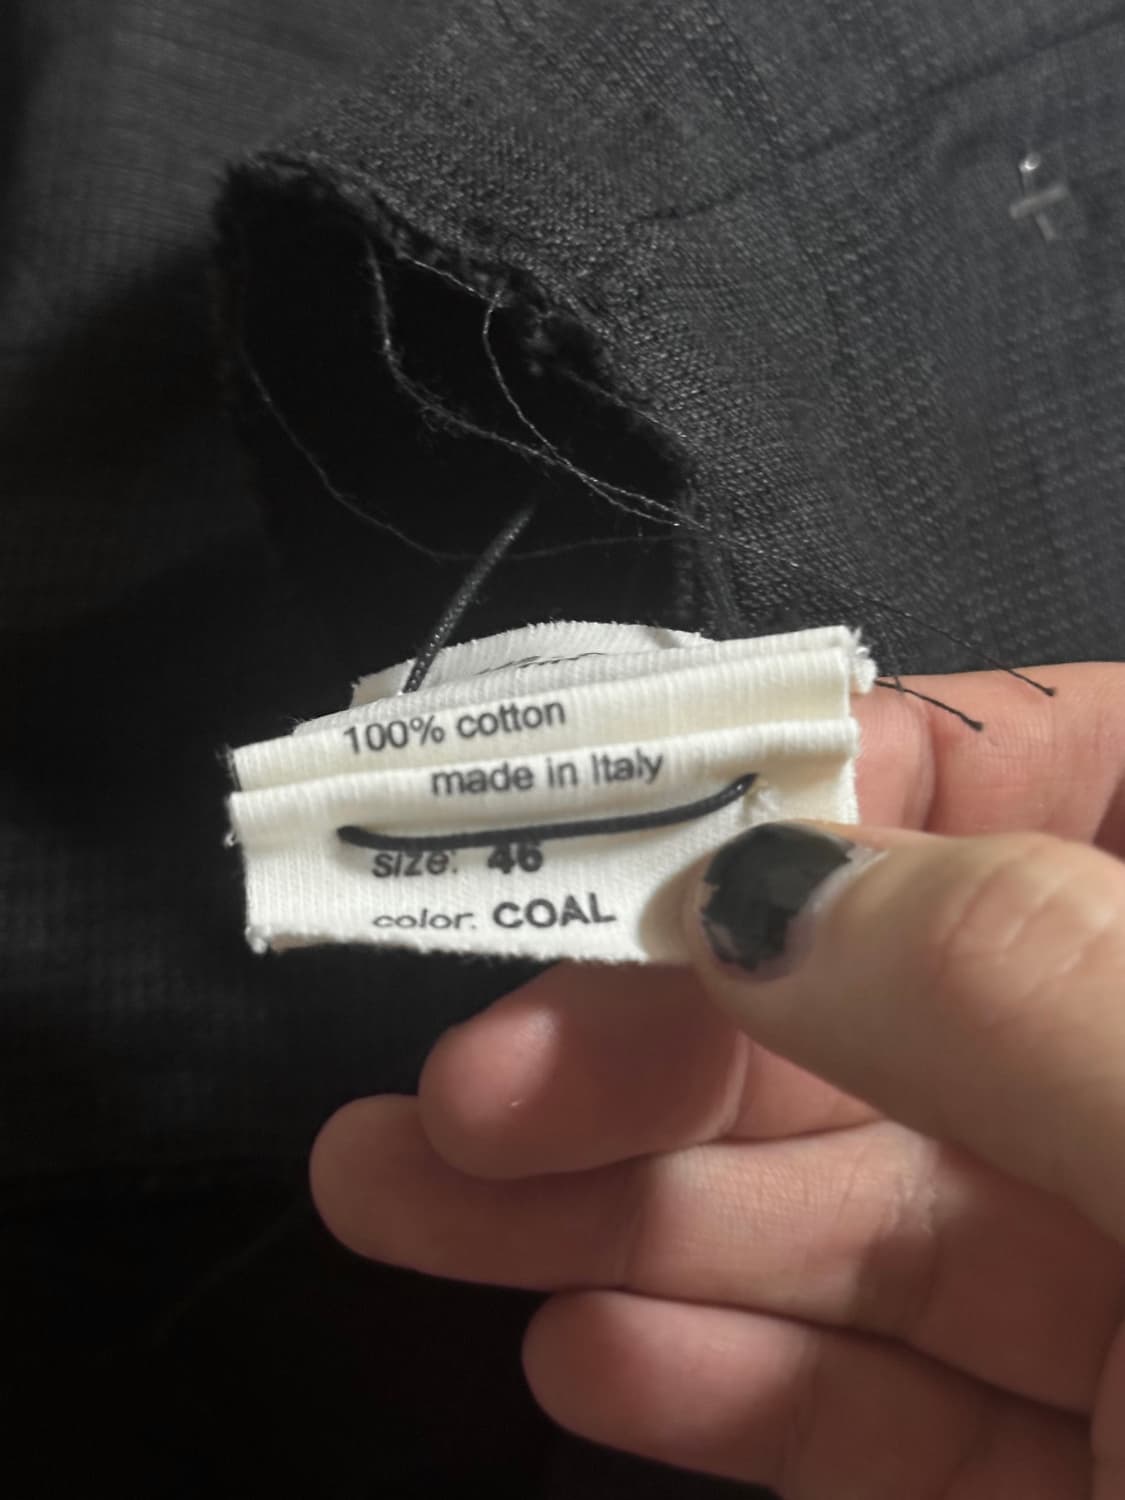 100% cotton
made in Italy
size: 46
color: COAL